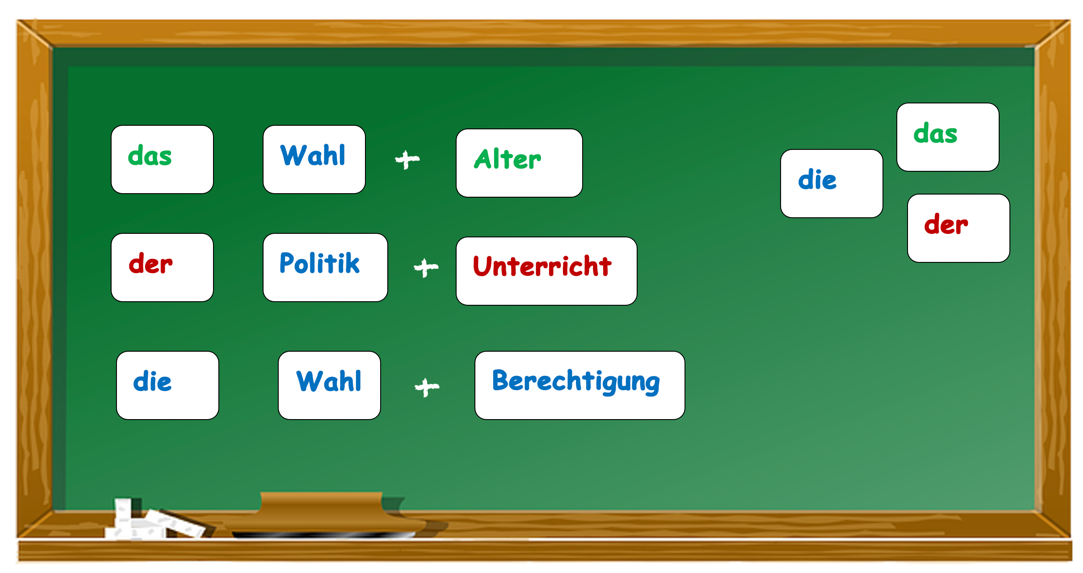 das Wahl + Alter
der Politik + Unterricht
die Wahl + Berechtigung
das
die
der